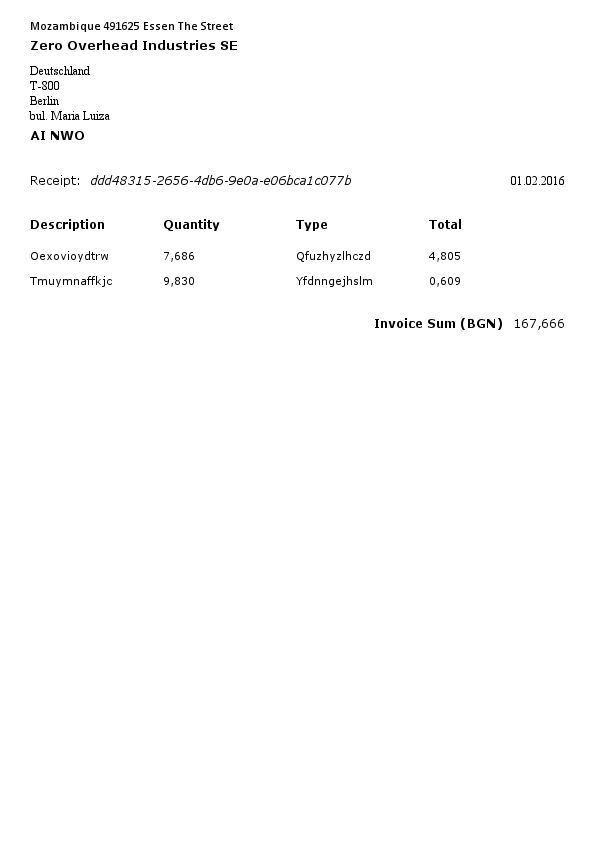 Mozambique 491625 Essen The Street
Zero Overhead Industries SE
Deutschland
T-800
Berlin
bul. Maria Luiza
AI NWO
Receipt: ddd48315-2656-4db6-9e0a-e06bca1c077b 01.02.2016
Description Quantity Type Total
Oexovioydtrw 7,686 Qfuzhyzlhczd 4,805
Tmuymnaffkjc 9,830 Yfdnngejhslm 0,609
Invoice Sum (BGN) 167,666